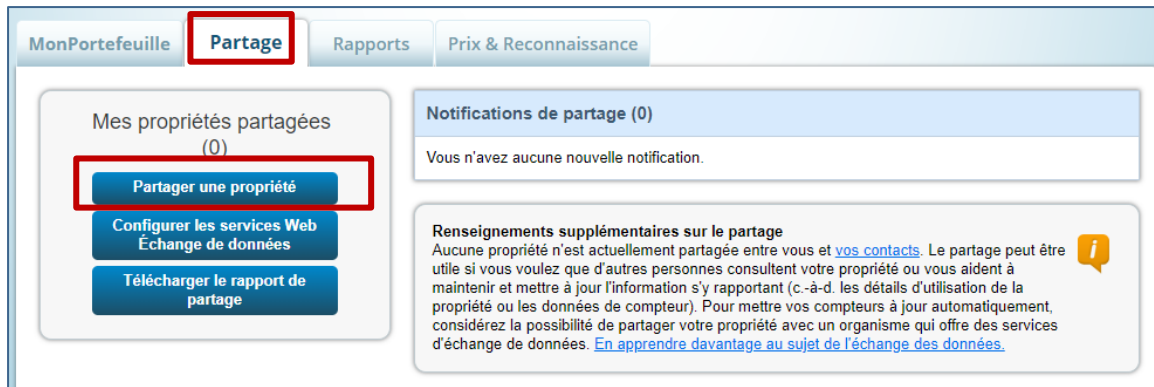 MonPortefeuille Partage Rapports Prix & Reconnaissance
Mes propriétés partagées
(0)
Partager une propriété
Configurer les services Web
Échange de données
Télécharger le rapport de
partage
Notifications de partage (0)
Vous n'avez aucune nouvelle notification.
Renseignements supplémentaires sur le partage
Aucune propriété n'est actuellement partagée entre vous et vos contacts. Le partage peut être
utile si vous voulez que d'autres personnes consultent votre propriété ou vous aident à
maintenir et mettre à jour l'information s'y rapportant (c.-à-d. les détails d'utilisation de la
propriété ou les données de compteur). Pour mettre vos compteurs à jour automatiquement,
considérez la possibilité de partager votre propriété avec un organisme qui offre des services
d'échange de données. En apprendre davantage au sujet de l'échange des données.